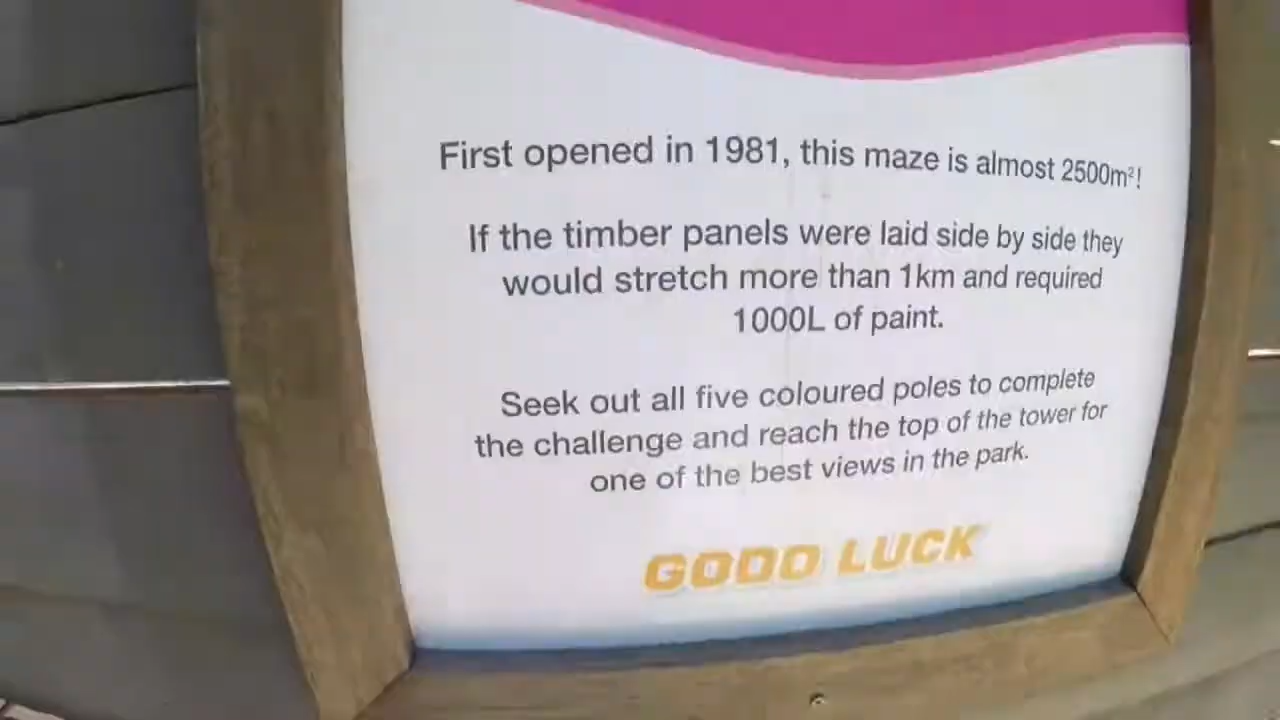 First opened in 1981, this maze is almost 2500m²!
If the timber panels were laid side by side they
would stretch more than 1km and required
1000L of paint.
Seek out all five coloured poles to complete
the challenge and reach the top of the tower for
one of the best views in the park.
GOOD LUCK